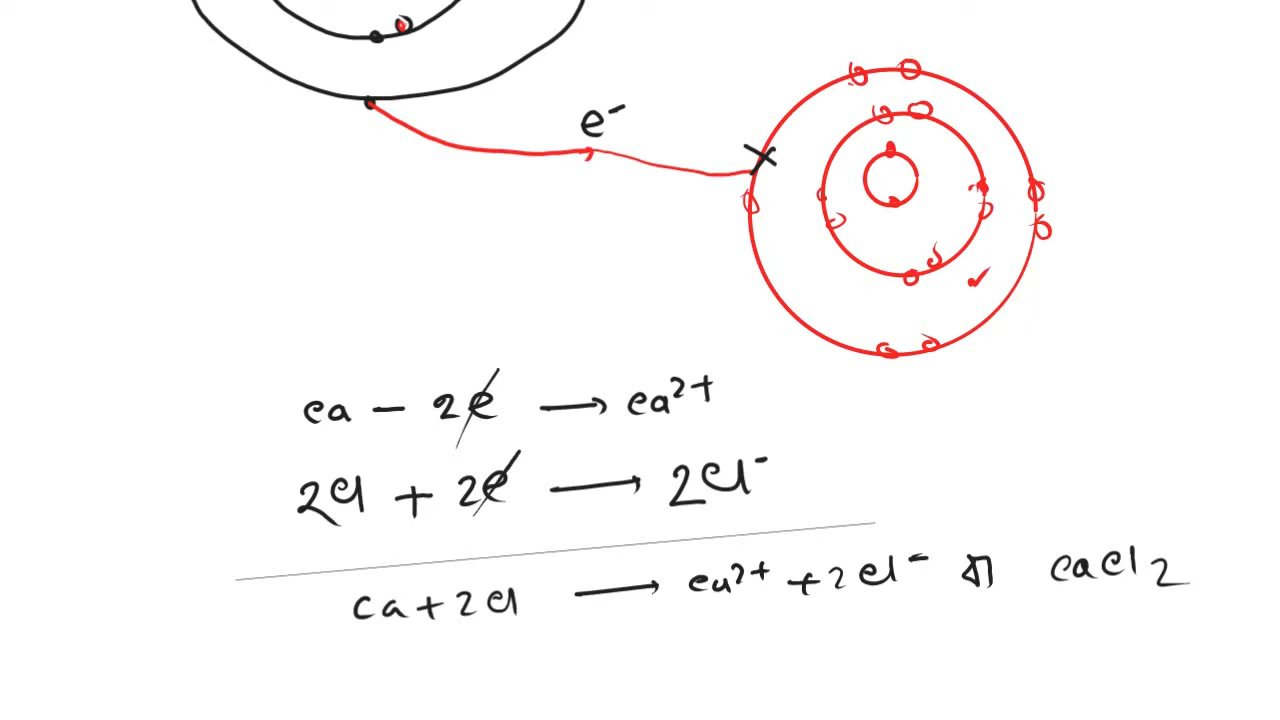 e⁻
ca - 2e → ca²⁺
2cl + 2e → 2cl⁻
ca + 2cl → ca²⁺ + 2cl⁻ বা cacl₂